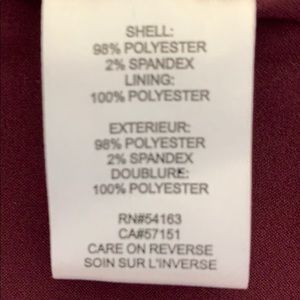 SHELL:
98% POLYESTER
2% SPANDEX
LINING:
100% POLYESTER
EXTERIEUR:
98% POLYESTER
2% SPANDEX
DOUBLURE:
100% POLYESTER
RN#54163
CA#57151
CARE ON REVERSE
SOIN SUR L'INVERSE